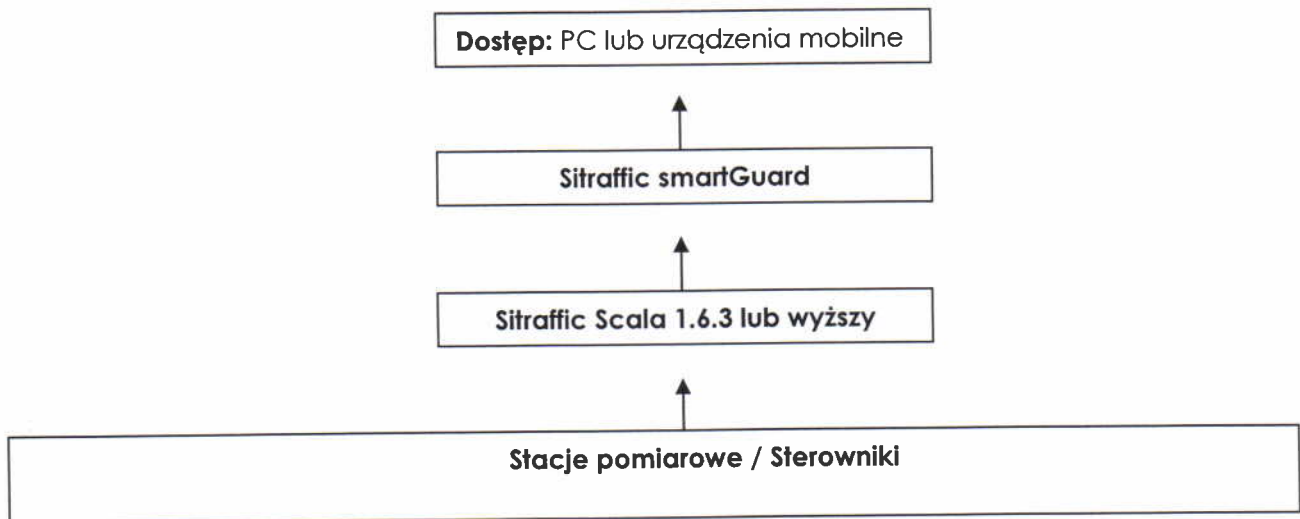 Dostęp: PC lub urządzenia mobilne
Sitraffic smartGuard
Sitraffic Scala 1.6.3 lub wyższy
Stacje pomiarowe / Sterowniki